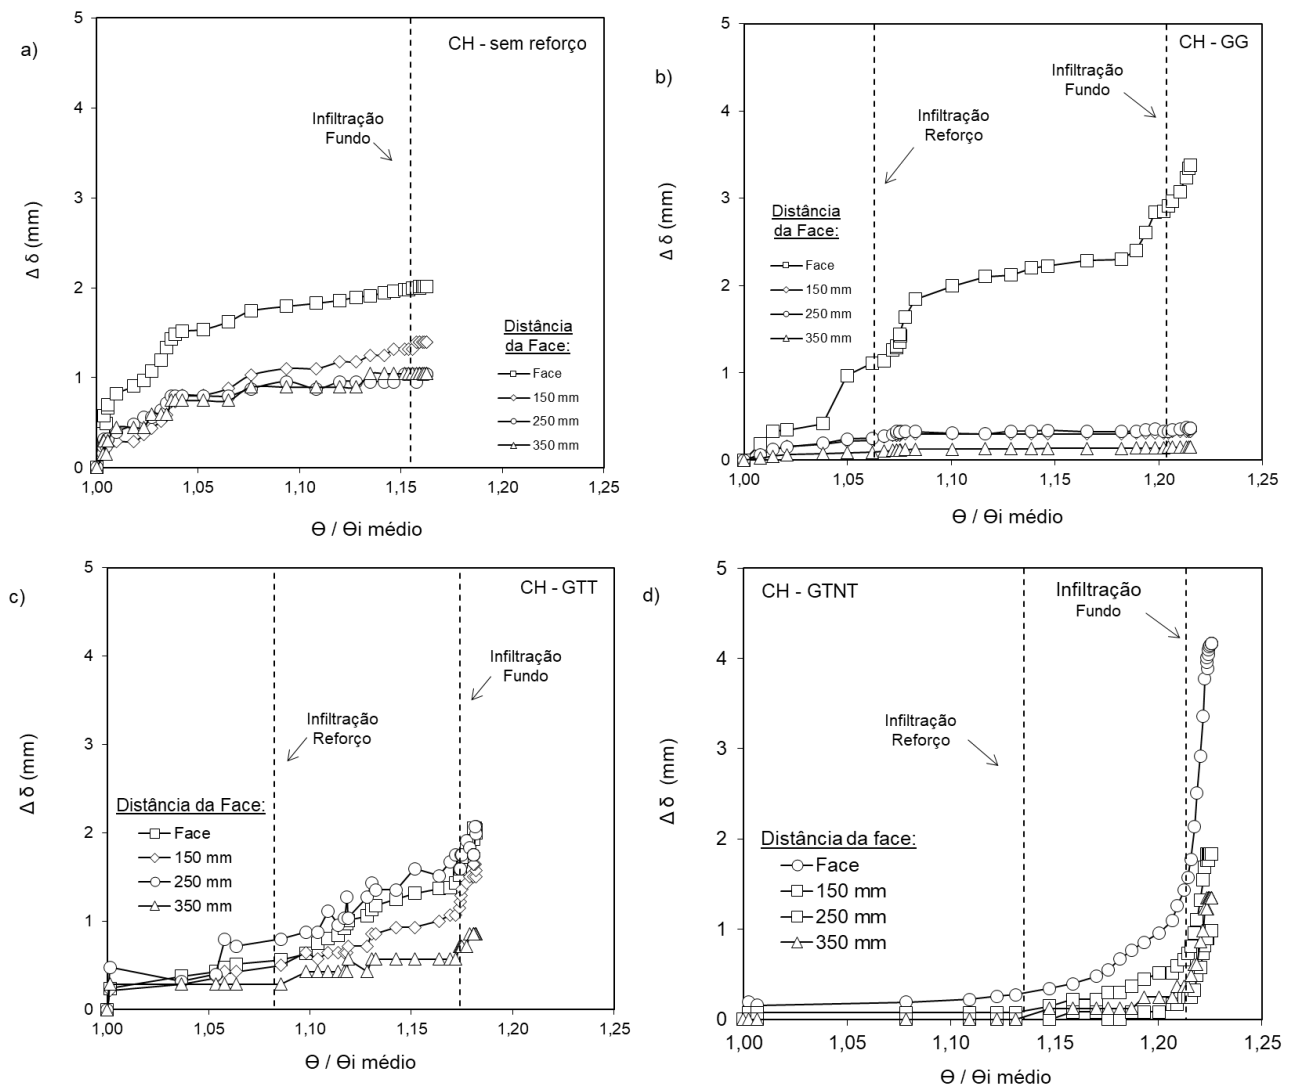 a)
CH - sem reforço
5
4
3
2
1
0
Δ δ (mm)
Infiltração
Fundo
Distância
da Face:
Face
150 mm
250 mm
350 mm
1,00
1,05
1,10
1,15
1,20
1,25
ϴ / ϴi médio
b)
CH - GG
5
4
3
2
1
0
Δ δ (mm)
Infiltração
Fundo
Infiltração
Reforço
Distância
da Face:
Face
150 mm
250 mm
350 mm
1,00
1,05
1,10
1,15
1,20
1,25
ϴ / ϴi médio
c)
CH - GTT
5
4
3
2
1
0
Δ δ (mm)
Infiltração
Fundo
Infiltração
Reforço
Distância da Face:
Face
150 mm
250 mm
350 mm
1,00
1,05
1,10
1,15
1,20
1,25
ϴ / ϴi médio
d)
CH - GTNT
5
4
3
2
1
0
Δ δ (mm)
Infiltração
Fundo
Infiltração
Reforço
Distância da face:
Face
150 mm
250 mm
350 mm
1,00
1,05
1,10
1,15
1,20
1,25
ϴ / ϴi médio